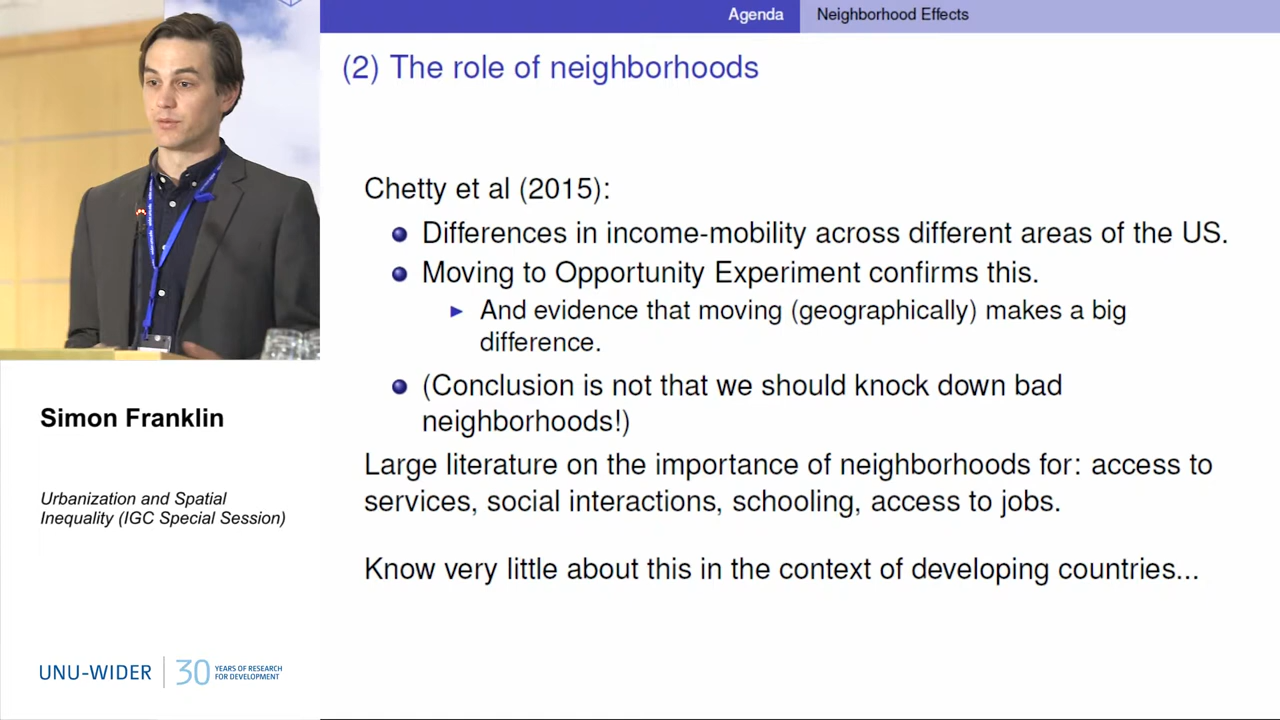 Agenda
Neighborhood Effects
(2) The role of neighborhoods
Chetty et al (2015):
Differences in income-mobility across different areas of the US.
Moving to Opportunity Experiment confirms this.
And evidence that moving (geographically) makes a big
difference.
(Conclusion is not that we should knock down bad
neighborhoods!)
Large literature on the importance of neighborhoods for: access to
services, social interactions, schooling, access to jobs.
Know very little about this in the context of developing countries...
Simon Franklin
Urbanization and Spatial
Inequality (IGC Special Session)
UNU-WIDER
30 YEARS OF RESEARCH
FOR DEVELOPMENT